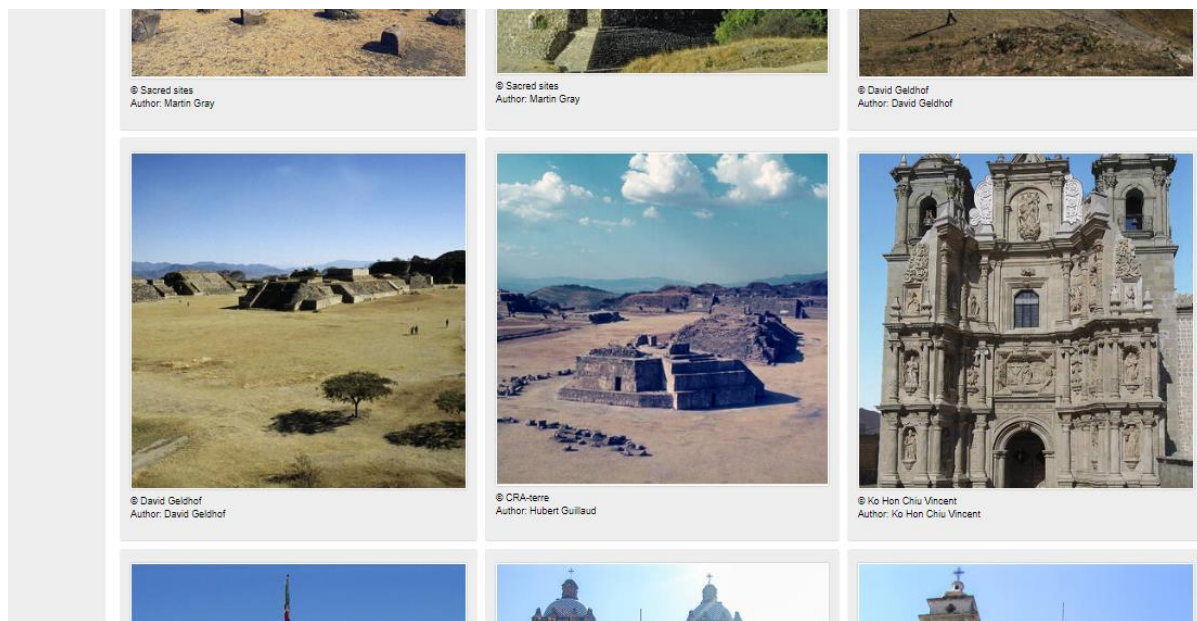 © Sacred sites
Author: Martin Gray
© Sacred sites
Author: Martin Gray
© David Geldhof
Author: David Geldhof
© David Geldhof
Author: David Geldhof
© CRA-terre
Author: Hubert Guillaud
© Ko Hon Chiu Vincent
Author: Ko Hon Chiu Vincent